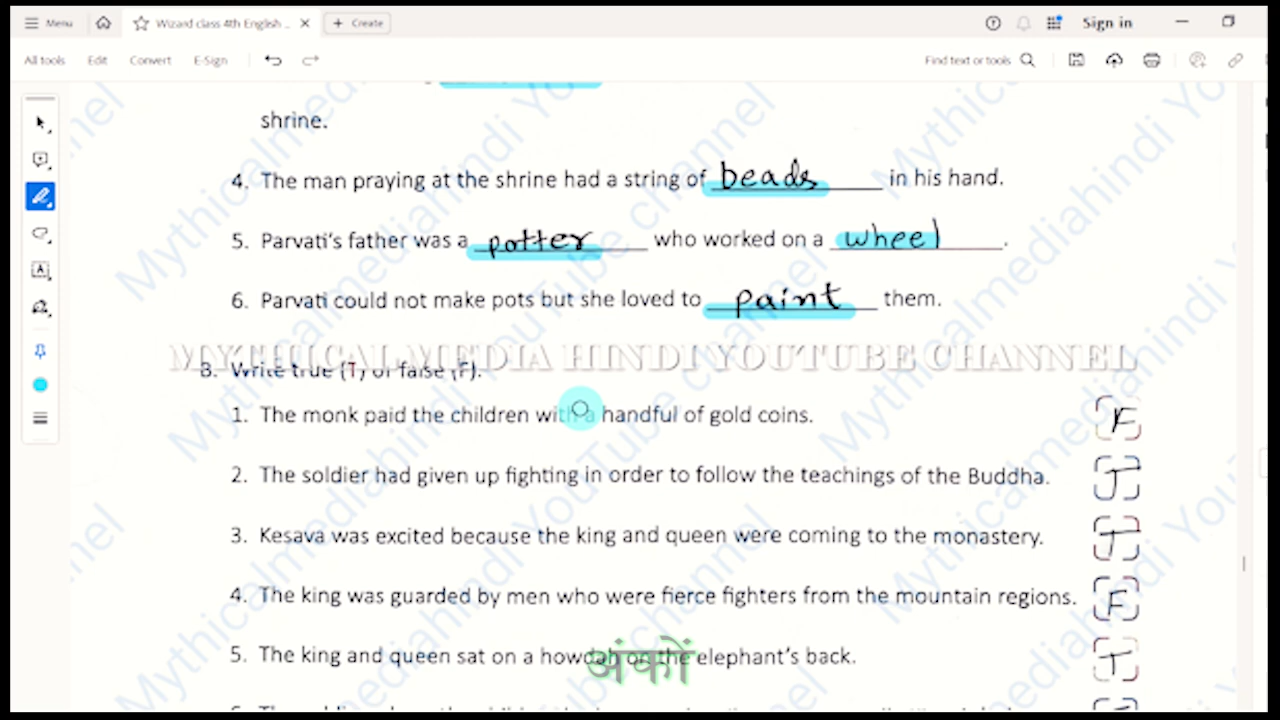 Menu Wizard class 4th English ... + Create Sign in
All tools Edit Convert E-Sign Find text or tools
shrine.
4. The man praying at the shrine had a string of beads in his hand.
5. Parvati's father was a potter who worked on a wheel.
6. Parvati could not make pots but she loved to paint them.
MYTHICAL MEDIA HINDI YOUTUBE CHANNEL
B. Write true (T) or false (F).
1. The monk paid the children with a handful of gold coins. F
2. The soldier had given up fighting in order to follow the teachings of the Buddha. T
3. Kesava was excited because the king and queen were coming to the monastery. T
4. The king was guarded by men who were fierce fighters from the mountain regions. F
5. The king and queen sat on a howdah on the elephant's back. T
अंकों
Mythicalmediahindi YouTube channel